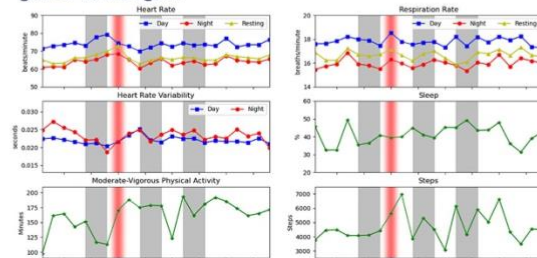 Heart Rate
Day
Night
Resting
beats/minute
90
80
70
60
50
Respiration Rate
Day
Night
Resting
breaths/minute
20
18
16
14
Heart Rate Variability
Day
Night
seconds
0.030
0.025
0.020
0.015
Sleep
%
60
50
40
30
20
Moderate-Vigorous Physical Activity
Minutes
200
175
150
125
100
Steps
Steps
7000
6000
5000
4000
3000